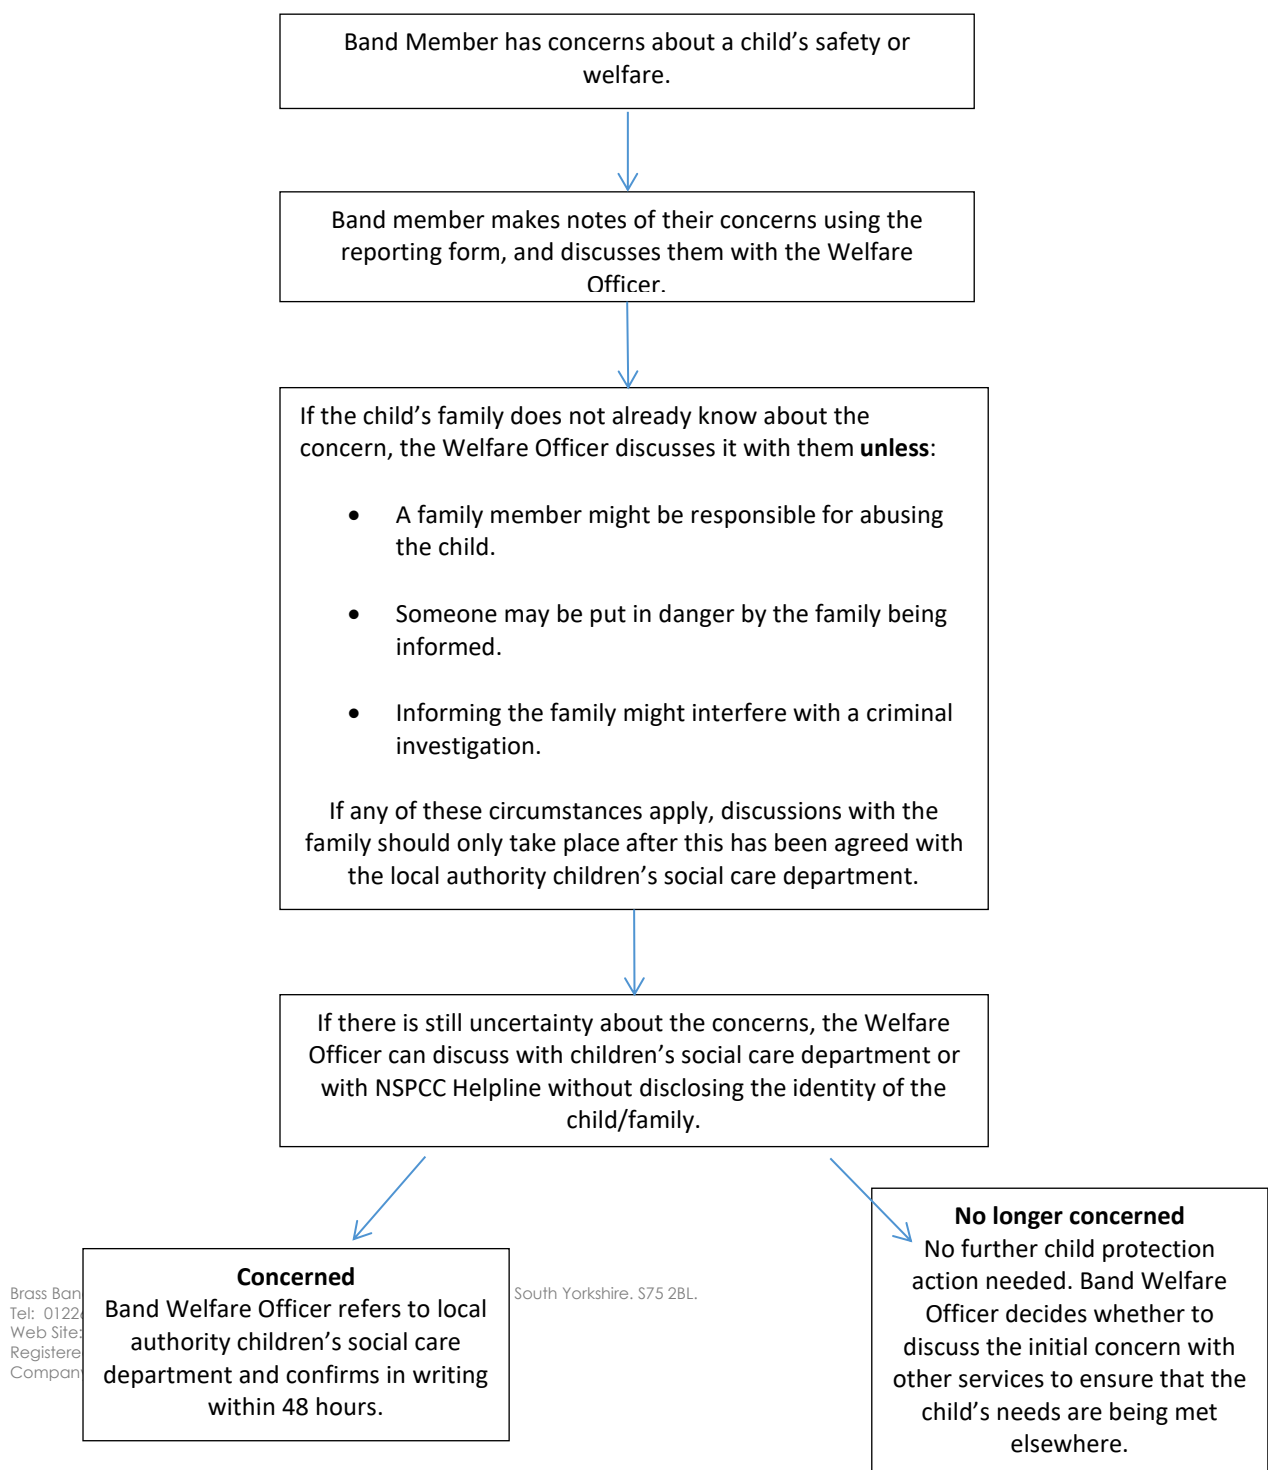 Band Member has concerns about a child’s safety or
welfare.
Band member makes notes of their concerns using the
reporting form, and discusses them with the Welfare
Officer.
If the child’s family does not already know about the
concern, the Welfare Officer discusses it with them unless:
• A family member might be responsible for abusing
the child.
• Someone may be put in danger by the family being
informed.
• Informing the family might interfere with a criminal
investigation.
If any of these circumstances apply, discussions with the
family should only take place after this has been agreed with
the local authority children’s social care department.
If there is still uncertainty about the concerns, the Welfare
Officer can discuss with children’s social care department or
with NSPCC Helpline without disclosing the identity of the
child/family.
Concerned
Band Welfare Officer refers to local
authority children’s social care
department and confirms in writing
within 48 hours.
No longer concerned
No further child protection
action needed. Band Welfare
Officer decides whether to
discuss the initial concern with
other services to ensure that the
child’s needs are being met
elsewhere.
Brass Ban
South Yorkshire. S75 2BL.
Tel: 0122
Web Site:
Registere
Company